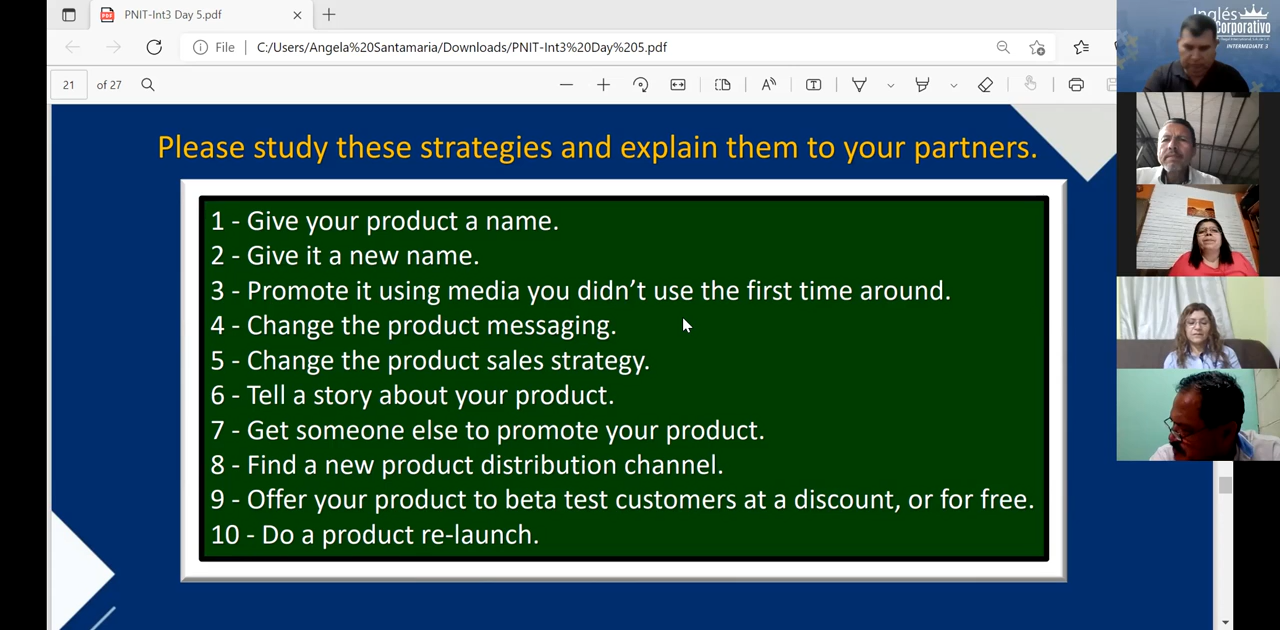 PNIT-Int3 Day 5.pdf
File
C:/Users/Angela%20Santamaria/Downloads/PNIT-Int3%20Day%205.pdf
21 of 27
Please study these strategies and explain them to your partners.
1 - Give your product a name.
2 - Give it a new name.
3 - Promote it using media you didn’t use the first time around.
4 - Change the product messaging.
5 - Change the product sales strategy.
6 - Tell a story about your product.
7 - Get someone else to promote your product.
8 - Find a new product distribution channel.
9 - Offer your product to beta test customers at a discount, or for free.
10 - Do a product re-launch.
Inglés
Corporativo
INTERMEDIATE 3